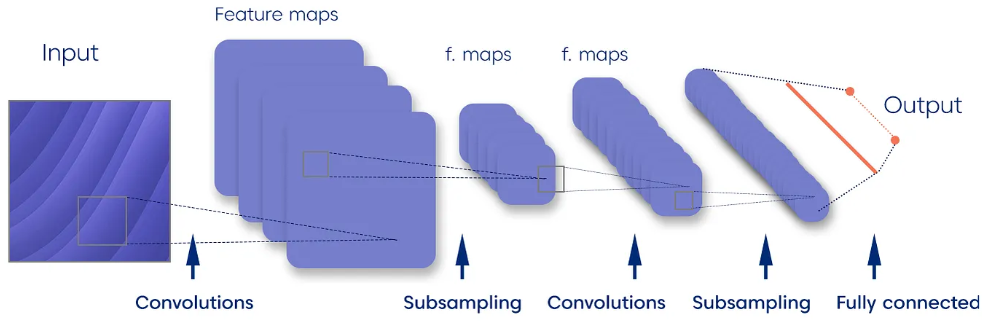 Feature maps
Input
f. maps
f. maps
Output
Convolutions
Subsampling
Convolutions
Subsampling
Fully connected